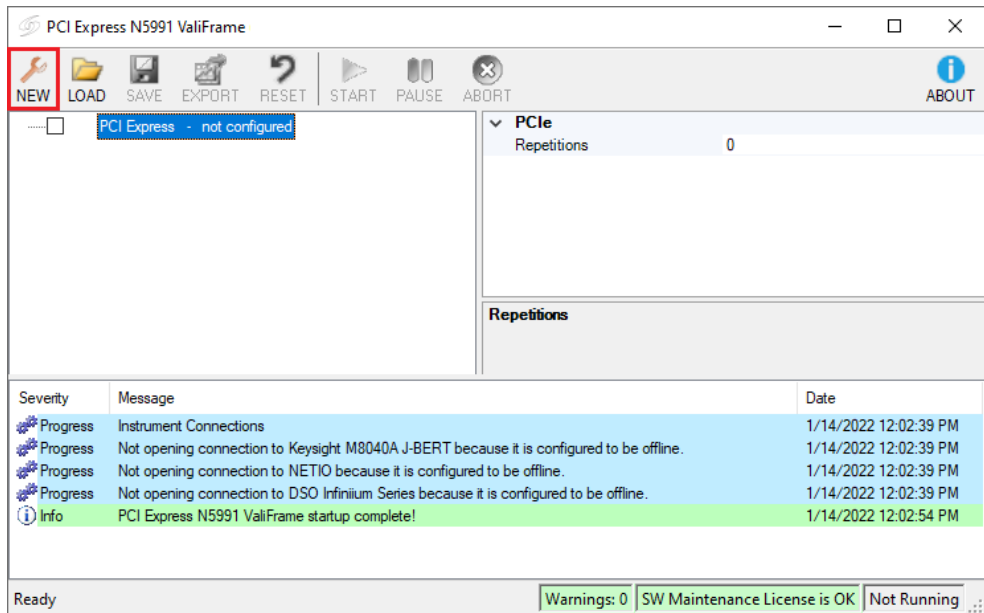 PCI Express N5991 ValiFrame
NEW LOAD SAVE EXPORT RESET START PAUSE ABORT ABOUT
PCI Express - not configured
PCIe
Repetitions 0
Repetitions
Severity Message Date
Progress Instrument Connections 1/14/2022 12:02:39 PM
Progress Not opening connection to Keysight M8040A J-BERT because it is configured to be offline. 1/14/2022 12:02:39 PM
Progress Not opening connection to NETIO because it is configured to be offline. 1/14/2022 12:02:39 PM
Progress Not opening connection to DSO Infiniium Series because it is configured to be offline. 1/14/2022 12:02:39 PM
Info PCI Express N5991 ValiFrame startup complete! 1/14/2022 12:02:54 PM
Ready Warnings: 0 SW Maintenance License is OK Not Running